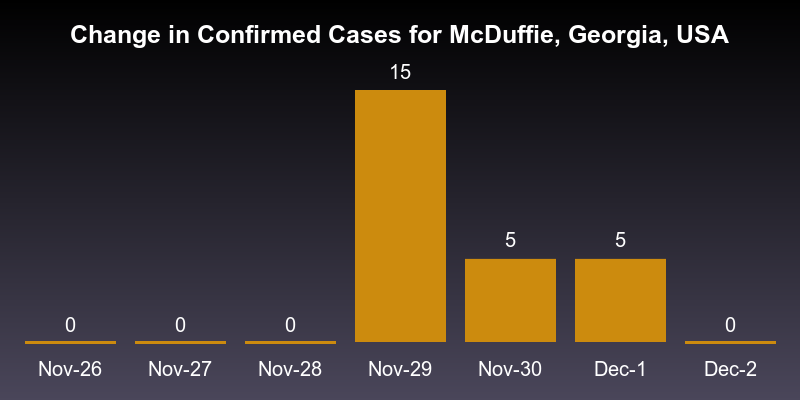 Change in Confirmed Cases for McDuffie, Georgia, USA
15
5 5
0 0 0 0
Nov-26 Nov-27 Nov-28 Nov-29 Nov-30 Dec-1 Dec-2